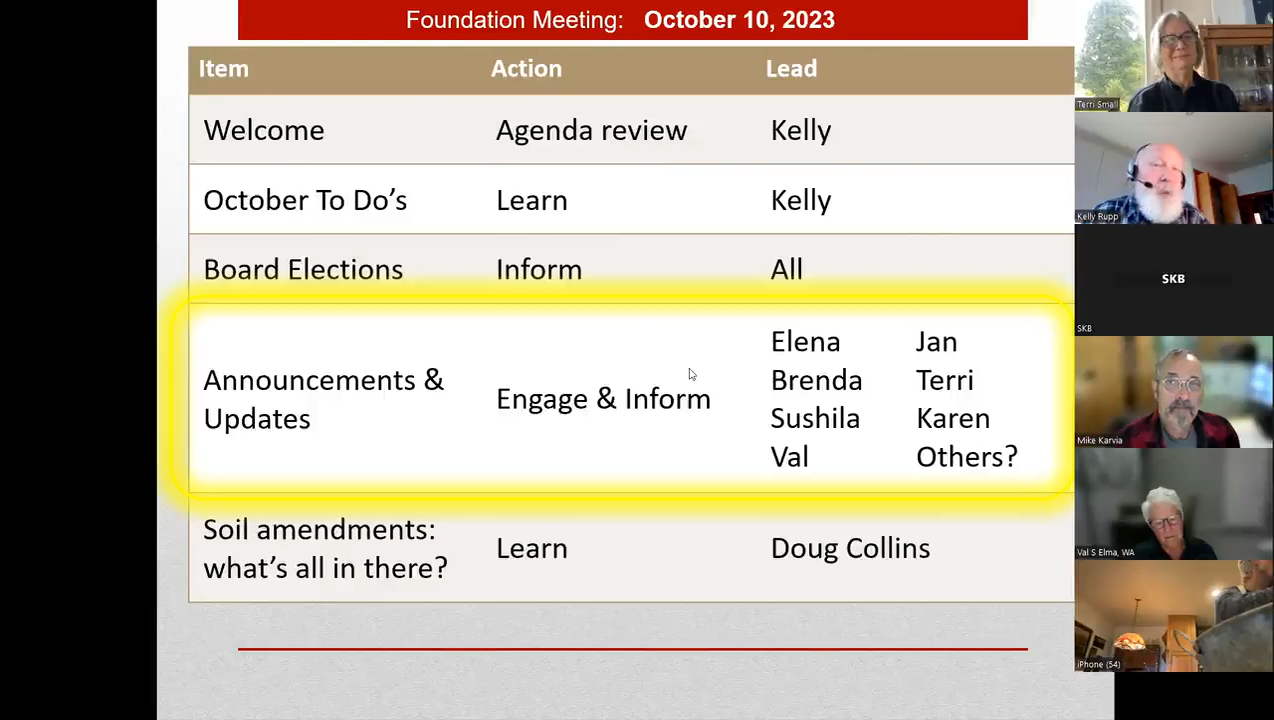 Foundation Meeting: October 10, 2023
Item Action Lead
Welcome Agenda review Kelly
October To Do’s Learn Kelly
Board Elections Inform All
Announcements &
Updates
Engage & Inform
Elena Jan
Brenda Terri
Sushila Karen
Val Others?
Soil amendments:
what’s all in there?
Learn
Doug Collins
Terri Small
Kelly Rupp
SKB
SKB
Mike Karvia
Val S Elma, WA
iPhone (54)